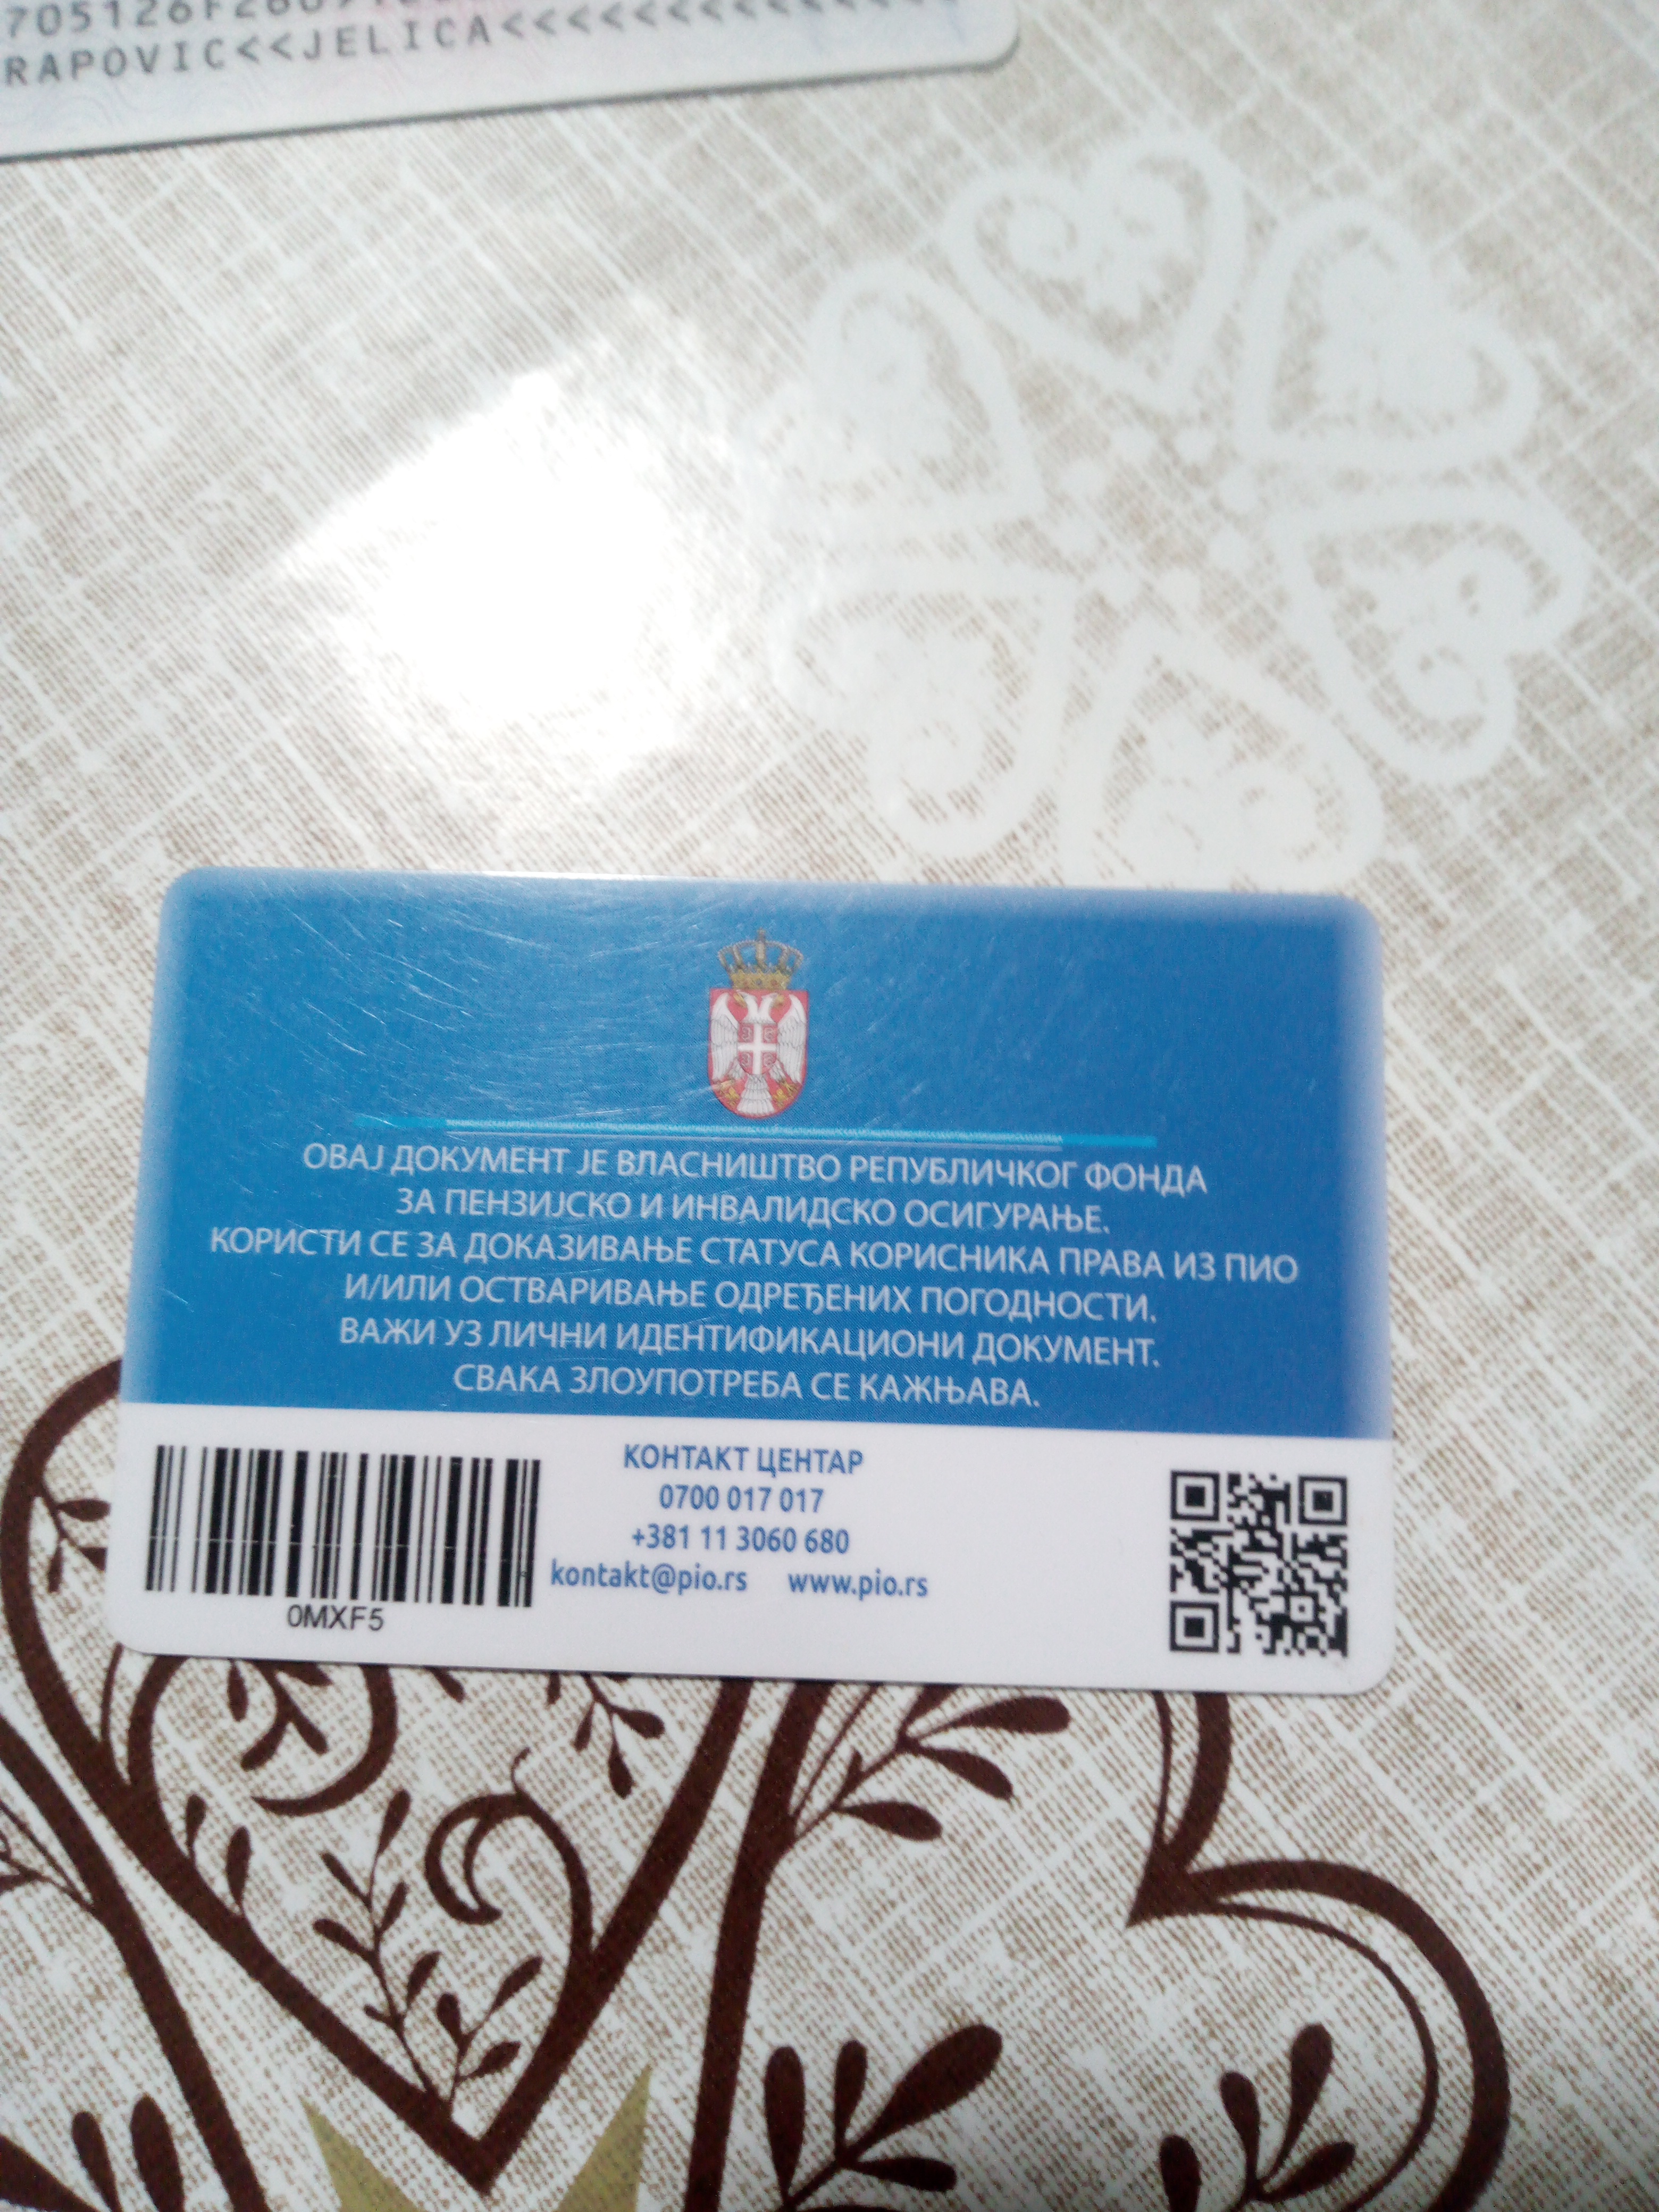 RAPOVIC<<JELICA<<<<<<<<<<<<<<<
ОВАЈ ДОКУМЕНТ ЈЕ ВЛАСНИШТВО РЕПУБЛИЧКОГ ФОНДА
ЗА ПЕНЗИЈСКО И ИНВАЛИДСКО ОСИГУРАЊЕ.
КОРИСТИ СЕ ЗА ДОКАЗИВАЊЕ СТАТУСА КОРИСНИКА ПРАВА ИЗ ПИО
И/ИЛИ ОСТВАРИВАЊЕ ОДРЕЂЕНИХ ПОГОДНОСТИ.
ВАЖИ УЗ ЛИЧНИ ИДЕНТИФИКАЦИОНИ ДОКУМЕНТ.
СВАКА ЗЛОУПОТРЕБА СЕ КАЖЊАВА.
КОНТАКТ ЦЕНТАР
0700 017 017
+381 11 3060 680
kontakt@pio.rs www.pio.rs
0MXF5